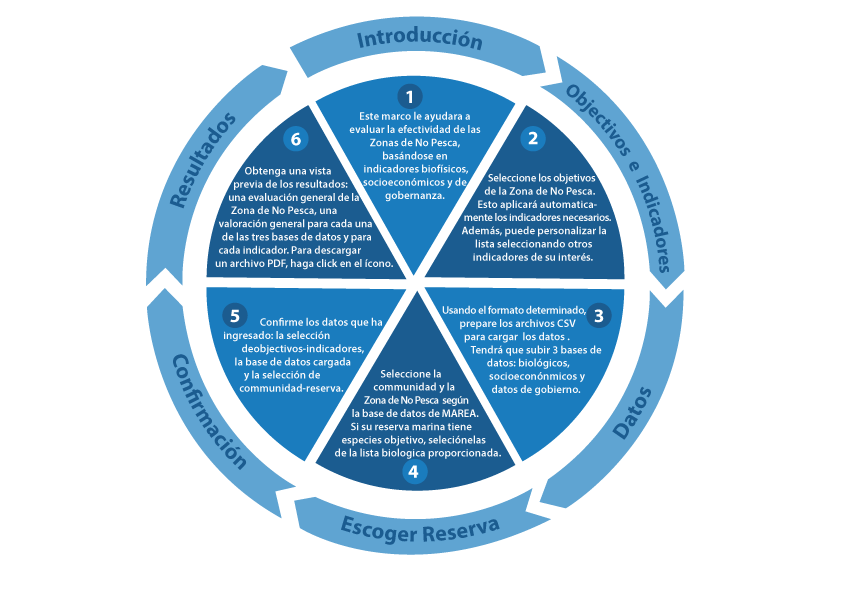 Introducción
1
Este marco le ayudara a
evaluar la efectividad de las
Zonas de No Pesca,
basándose en
indicadores biofísicos,
socioeconómicos y de
gobernanza.
Objectivos e Indicadores
2
Seleccione los objetivos
de la Zona de No Pesca.
Esto aplicará automatica-
mente los indicadores necesarios.
Además, puede personalizar la
lista seleccionando otros
indicadores de su interés.
Datos
3
Usando el formato determinado,
prepare los archivos CSV
para cargar los datos .
Tendrá que subir 3 bases de
datos: biológicos,
socioeconónmicos y
datos de gobierno.
Escoger Reserva
Seleccione la
communidad y la
Zona de No Pesca según
la base de datos de MAREA.
Si su reserva marina tiene
especies objetivo, seleciónelas
de la lista biologica proporcionada.
4
Confirmación
5
Confirme los datos que ha
ingresado: la selección
deobjectivos-indicadores,
la base de datos cargada
y la selección de
communidad-reserva.
Resultados
6
Obtenga una vista
previa de los resultados:
una evaluación general de la
Zona de No Pesca, una
valoración general para cada una
de las tres bases de datos y para
cada indicador. Para descargar
un archivo PDF, haga click en el ícono.